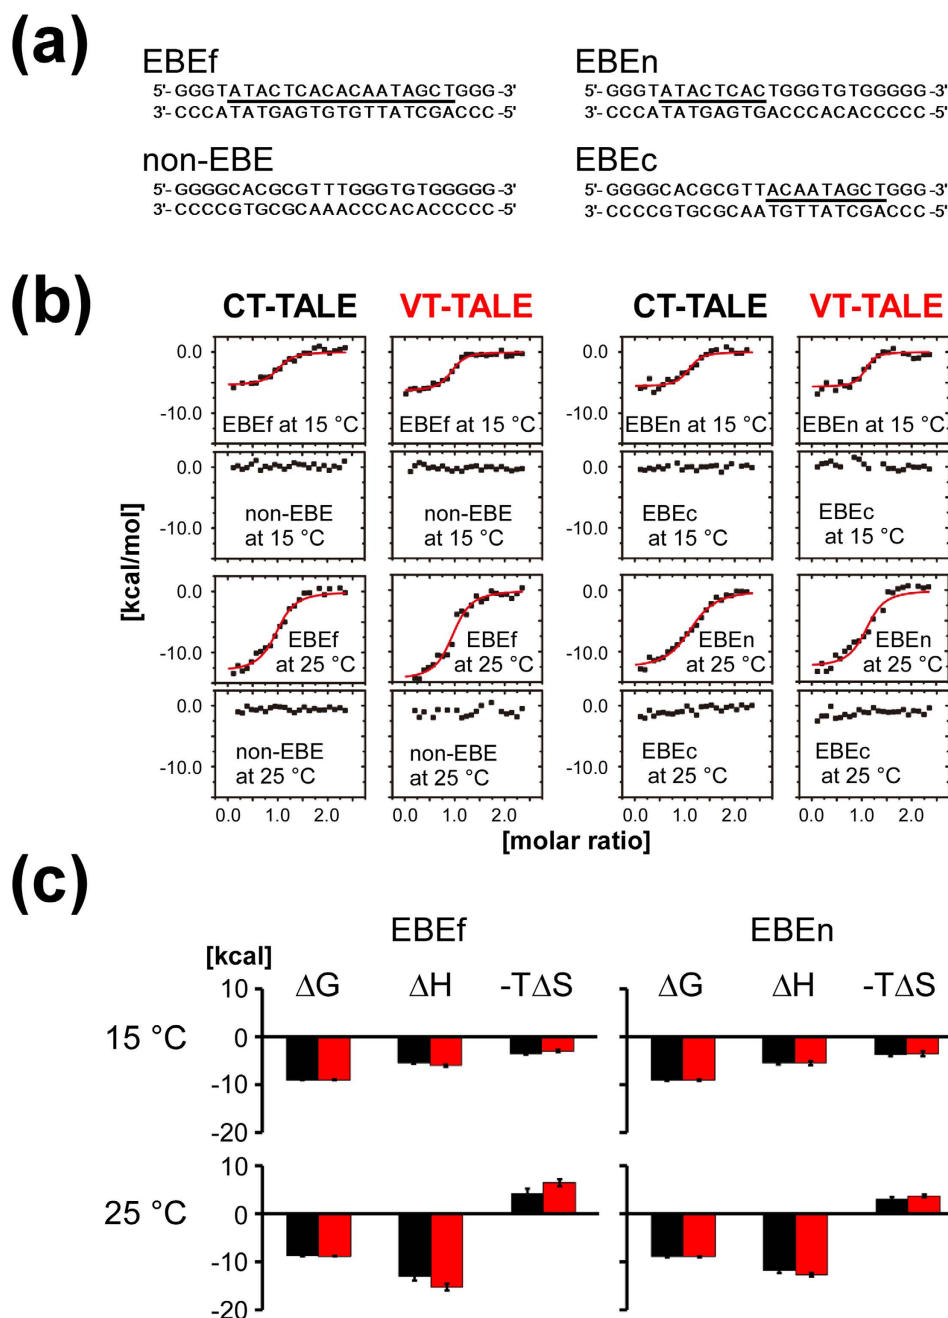 (a)
EBEf
5'- GGGTATACTCACACAATAGCTGGG -3'
3'- CCCATATGAGTGTGTTATCGACCC -5'
EBEn
5'- GGGTATACTCACTGGGTGTGGGGG -3'
3'- CCCATATGAGTGACCCACACCCCC -5'
non-EBE
5'- GGGGCACGCGTTTGGGTGTGGGGG -3'
3'- CCCCGTGCGCAAACCCACACCCCC -5'
EBEc
5'- GGGGCACGCGTTACAATAGCTGGG -3'
3'- CCCCGTGCGCAATGTTATCGACCC -5'
(b)
CT-TALE VT-TALE CT-TALE VT-TALE
[kcal/mol]
0.0 0.0
-10.0 -10.0
EBEf at 15 °C EBEf at 15 °C EBEn at 15 °C EBEn at 15 °C
0.0 0.0
-10.0 -10.0
non-EBE non-EBE EBEc EBEc
at 15 °C at 15 °C at 15 °C at 15 °C
0.0 0.0
-10.0 -10.0
EBEf EBEf EBEn EBEn
at 25 °C at 25 °C at 25 °C at 25 °C
0.0 0.0
-10.0 -10.0
non-EBE non-EBE EBEc EBEc
at 25 °C at 25 °C at 25 °C at 25 °C
0.0 1.0 2.0 0.0 1.0 2.0 0.0 1.0 2.0 0.0 1.0 2.0
[molar ratio]
(c)
EBEf EBEn
[kcal]
ΔG ΔH -TΔS ΔG ΔH -TΔS
15 °C
10
0
-10
-20
25 °C
10
0
-10
-20